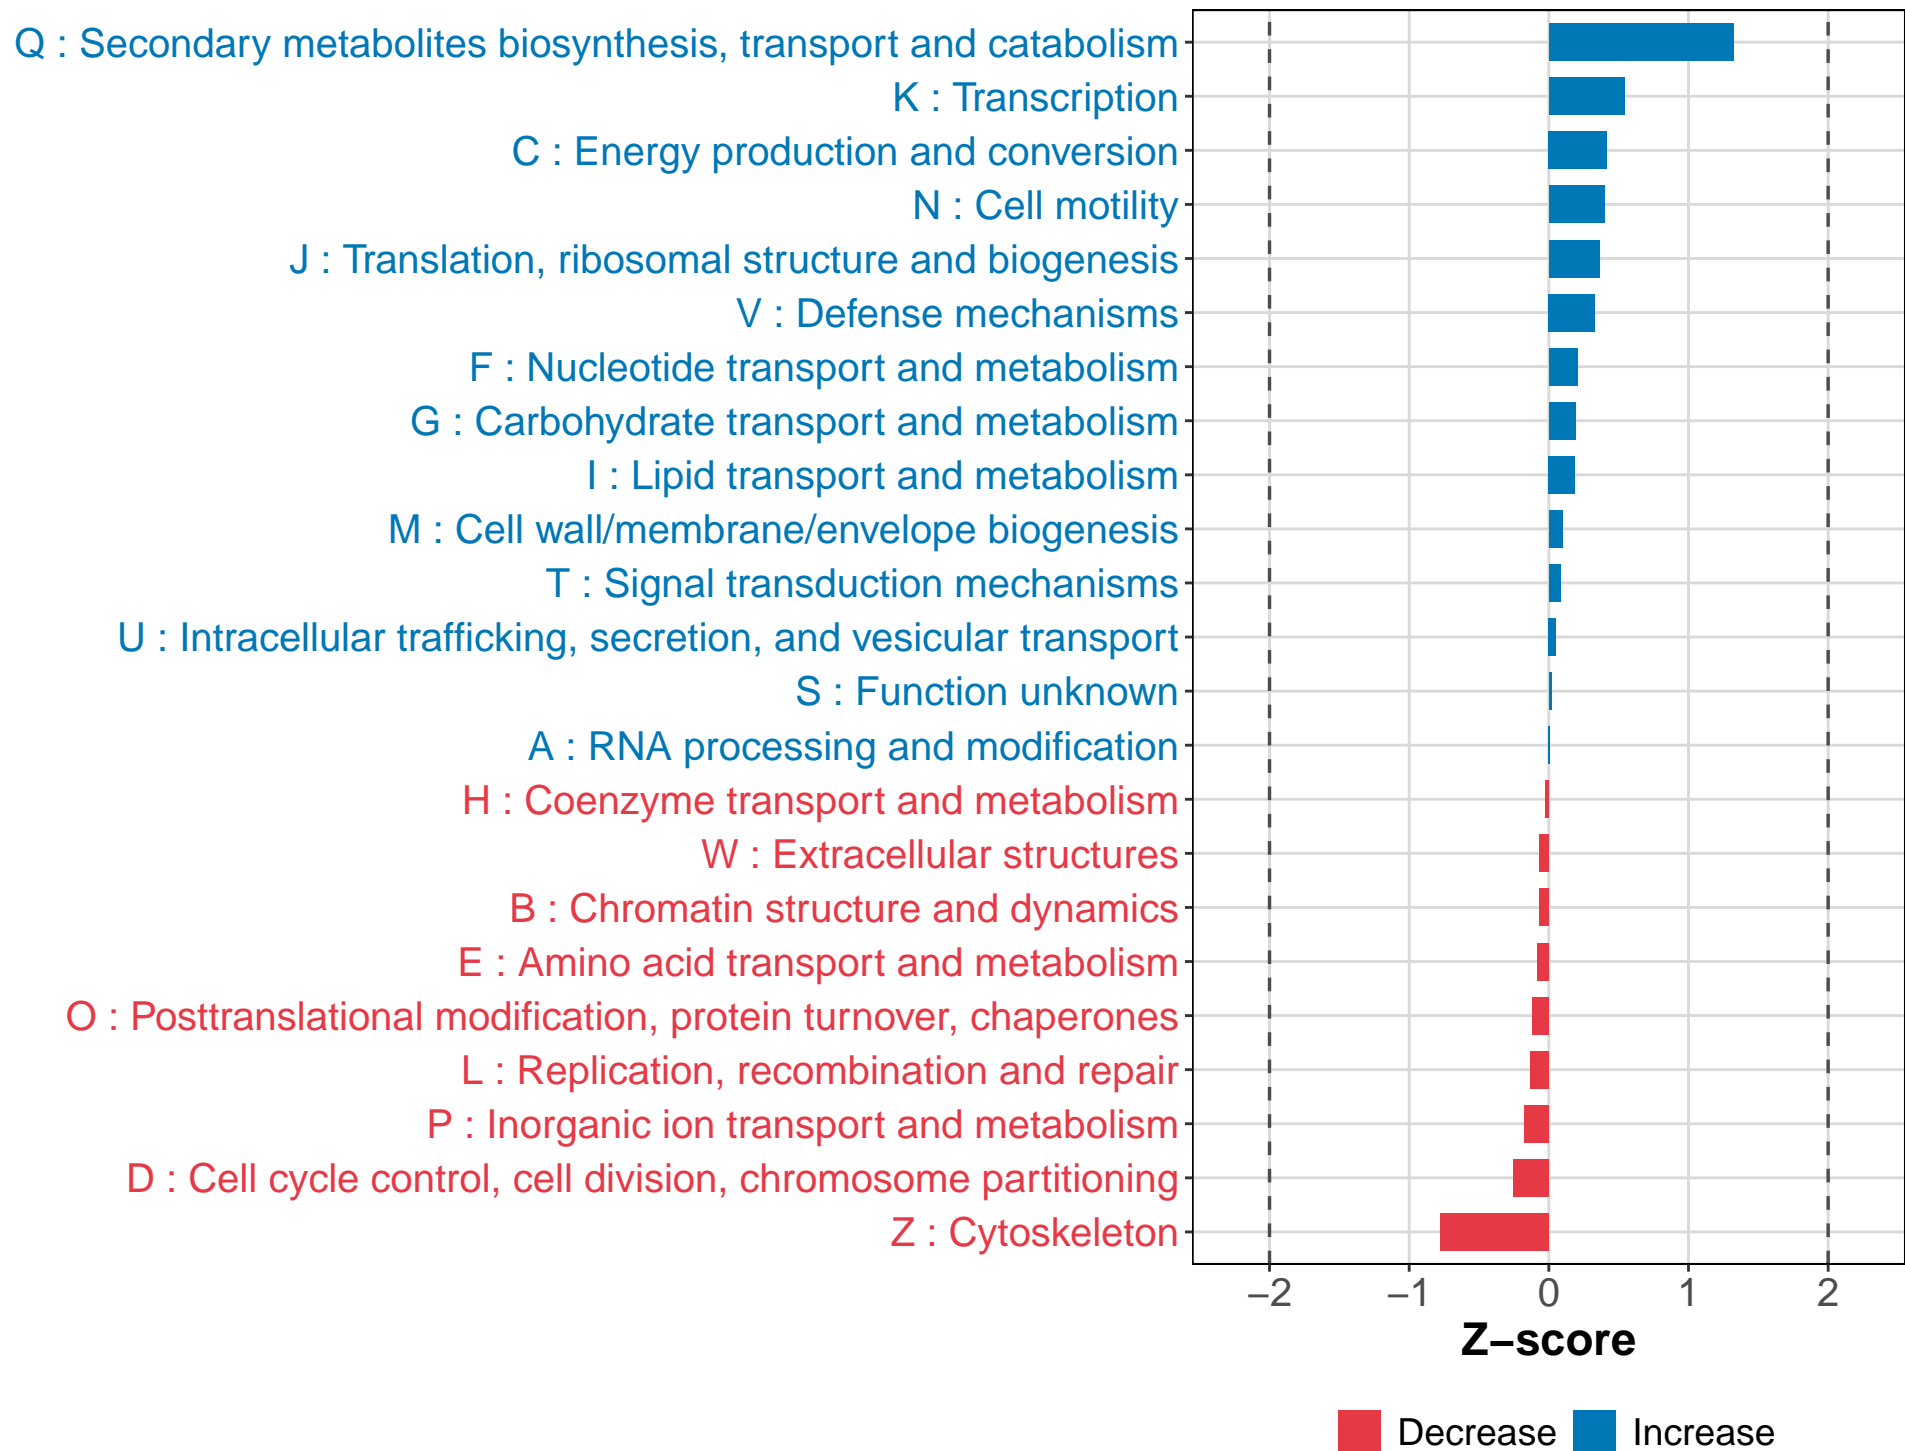 Q : Secondary metabolites biosynthesis, transport and catabolism
K : Transcription
C : Energy production and conversion
N : Cell motility
J : Translation, ribosomal structure and biogenesis
V : Defense mechanisms
F : Nucleotide transport and metabolism
G : Carbohydrate transport and metabolism
I : Lipid transport and metabolism
M : Cell wall/membrane/envelope biogenesis
T : Signal transduction mechanisms
U : Intracellular trafficking, secretion, and vesicular transport
S : Function unknown
A : RNA processing and modification
H : Coenzyme transport and metabolism
W : Extracellular structures
B : Chromatin structure and dynamics
E : Amino acid transport and metabolism
O : Posttranslational modification, protein turnover, chaperones
L : Replication, recombination and repair
P : Inorganic ion transport and metabolism
D : Cell cycle control, cell division, chromosome partitioning
Z : Cytoskeleton
−2 −1 0 1 2
Z−score
Decrease Increase